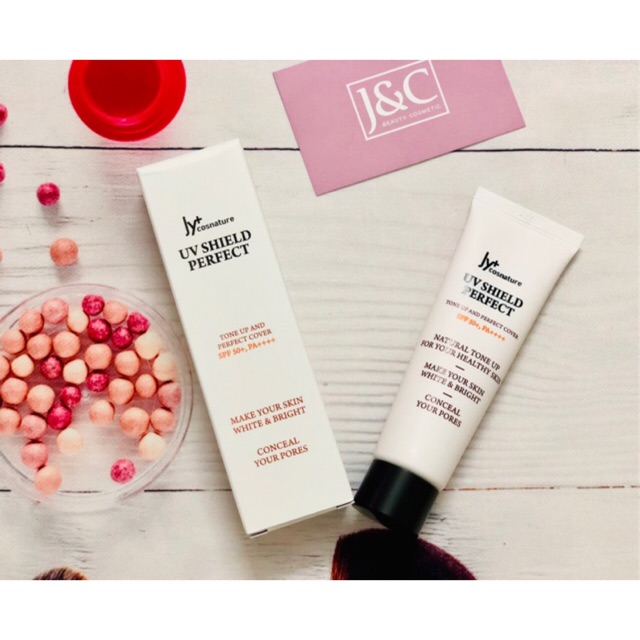 J&C
BEAUTY COSMETIC
Jy+
cosnature
UV SHIELD
PERFECT
TONE UP AND
PERFECT COVER
SPF 50+, PA++++
MAKE YOUR SKIN
WHITE & BRIGHT
CONCEAL
YOUR PORES
Jy+
cosnature
UV SHIELD
PERFECT
TONE UP AND PERFECT COVER
SPF 50+, PA++++
NATURAL TONE UP
FOR YOUR HEALTHY SKIN
MAKE YOUR SKIN
WHITE & BRIGHT
CONCEAL
YOUR PORES